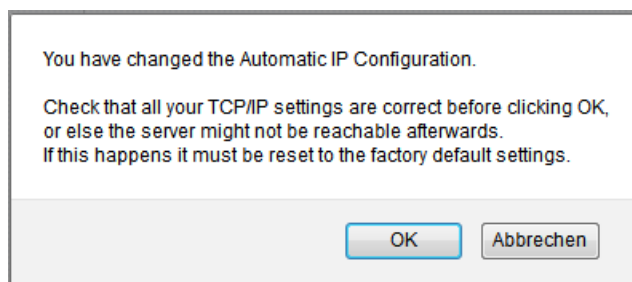 You have changed the Automatic IP Configuration.
Check that all your TCP/IP settings are correct before clicking OK,
or else the server might not be reachable afterwards.
If this happens it must be reset to the factory default settings.
OK
Abbrechen